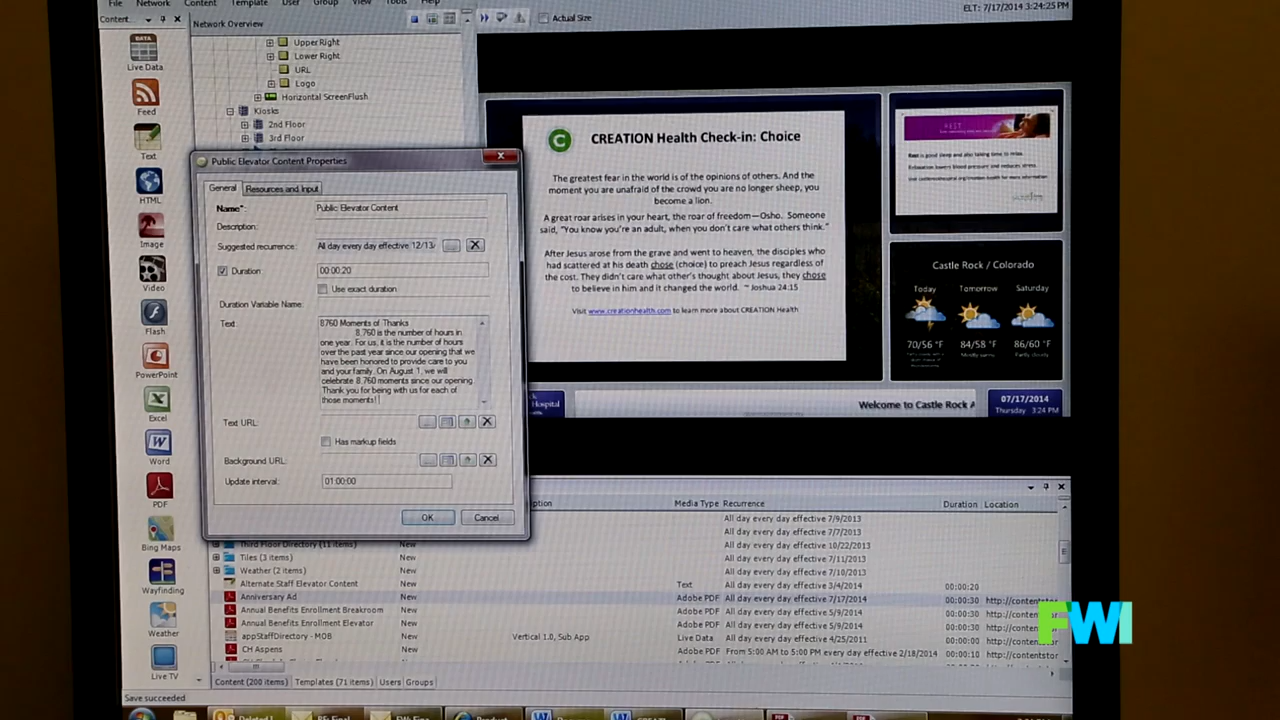 File Network Content Template User Group View Tools Help
ELT: 7/17/2014 3:24:25 PM
Content...
Network Overview
Actual Size
DATA
Live Data
Feed
Text
HTML
Image
Video
Flash
PowerPoint
Excel
Word
PDF
Bing Maps
Wayfinding
Weather
Live TV
Upper Right
Lower Right
URL
Logo
Horizontal ScreenFlush
Kiosks
2nd Floor
3rd Floor
Public Elevator Content Properties
General Resources and Input
Name*: Public Elevator Content
Description:
Suggested recurrence: All day every day effective 12/13/
...
Duration 00:00:20
Use exact duration
Duration Variable Name:
Text
8760 Moments of Thanks
8,760 is the number of hours in
one year. For us, it is the number of hours
over the past year since our opening that we
have been honored to provide care to you
and your family. On August 1, we will
celebrate 8,760 moments since our opening.
Thank you for being with us for each of
those moments!
Text URL:
Has markup fields
Background URL:
Update interval: 01:00:00
OK Cancel
C
CREATION Health Check-in: Choice
The greatest fear in the world is of the opinions of others. And the
moment you are unafraid of the crowd you are no longer sheep, you
become a lion.
A great roar arises in your heart, the roar of freedom—Osho. Someone
said, "You know you're an adult, when you don't care what others think."
After Jesus arose from the grave and went to heaven, the disciples who
had scattered at his death chose (choice) to preach Jesus regardless of
the cost. They didn't care what other's thought about Jesus, they chose
to believe in him and it changed the world. ~ Joshua 24:15
Visit www.creationhealth.com to learn more about CREATION Health
REST
Castle Rock / Colorado
Today Tomorrow Saturday
70/56 °F 84/58 °F 86/60 °F
Mostly sunny Partly cloudy
Hospital
Welcome to Castle Rock A
07/17/2014
Thursday 3:24 PM
ption Media Type Recurrence Duration Location
All day every day effective 7/9/2013
All day every day effective 7/7/2013
Third Floor Directory (11 items) New All day every day effective 10/22/2013
Tiles (3 items) New All day every day effective 7/11/2013
Weather (2 items) New All day every day effective 7/10/2013
Alternate Staff Elevator Content New Text All day every day effective 3/4/2014 00:00:20
Anniversary Ad New Adobe PDF All day every day effective 7/17/2014 00:00:30 http://contentstor
Annual Benefits Enrollment Breakroom New Adobe PDF All day every day effective 5/9/2014 00:00:30 http://contentstor
Annual Benefits Enrollment Elevator New Adobe PDF All day every day effective 5/9/2014 00:00:30 http://contentstor
appStaffDirectory - MOB New Vertical 1.0, Sub App Live Data All day every day effective 4/25/2011 00:00:00 http://contentstor
CH Aspens New Adobe PDF From 5:00 AM to 5:00 PM every day effective 2/18/2014 00:00:10 http://contentstor
Content (200 items) Templates (71 items) Users Groups
Save succeeded
FWI